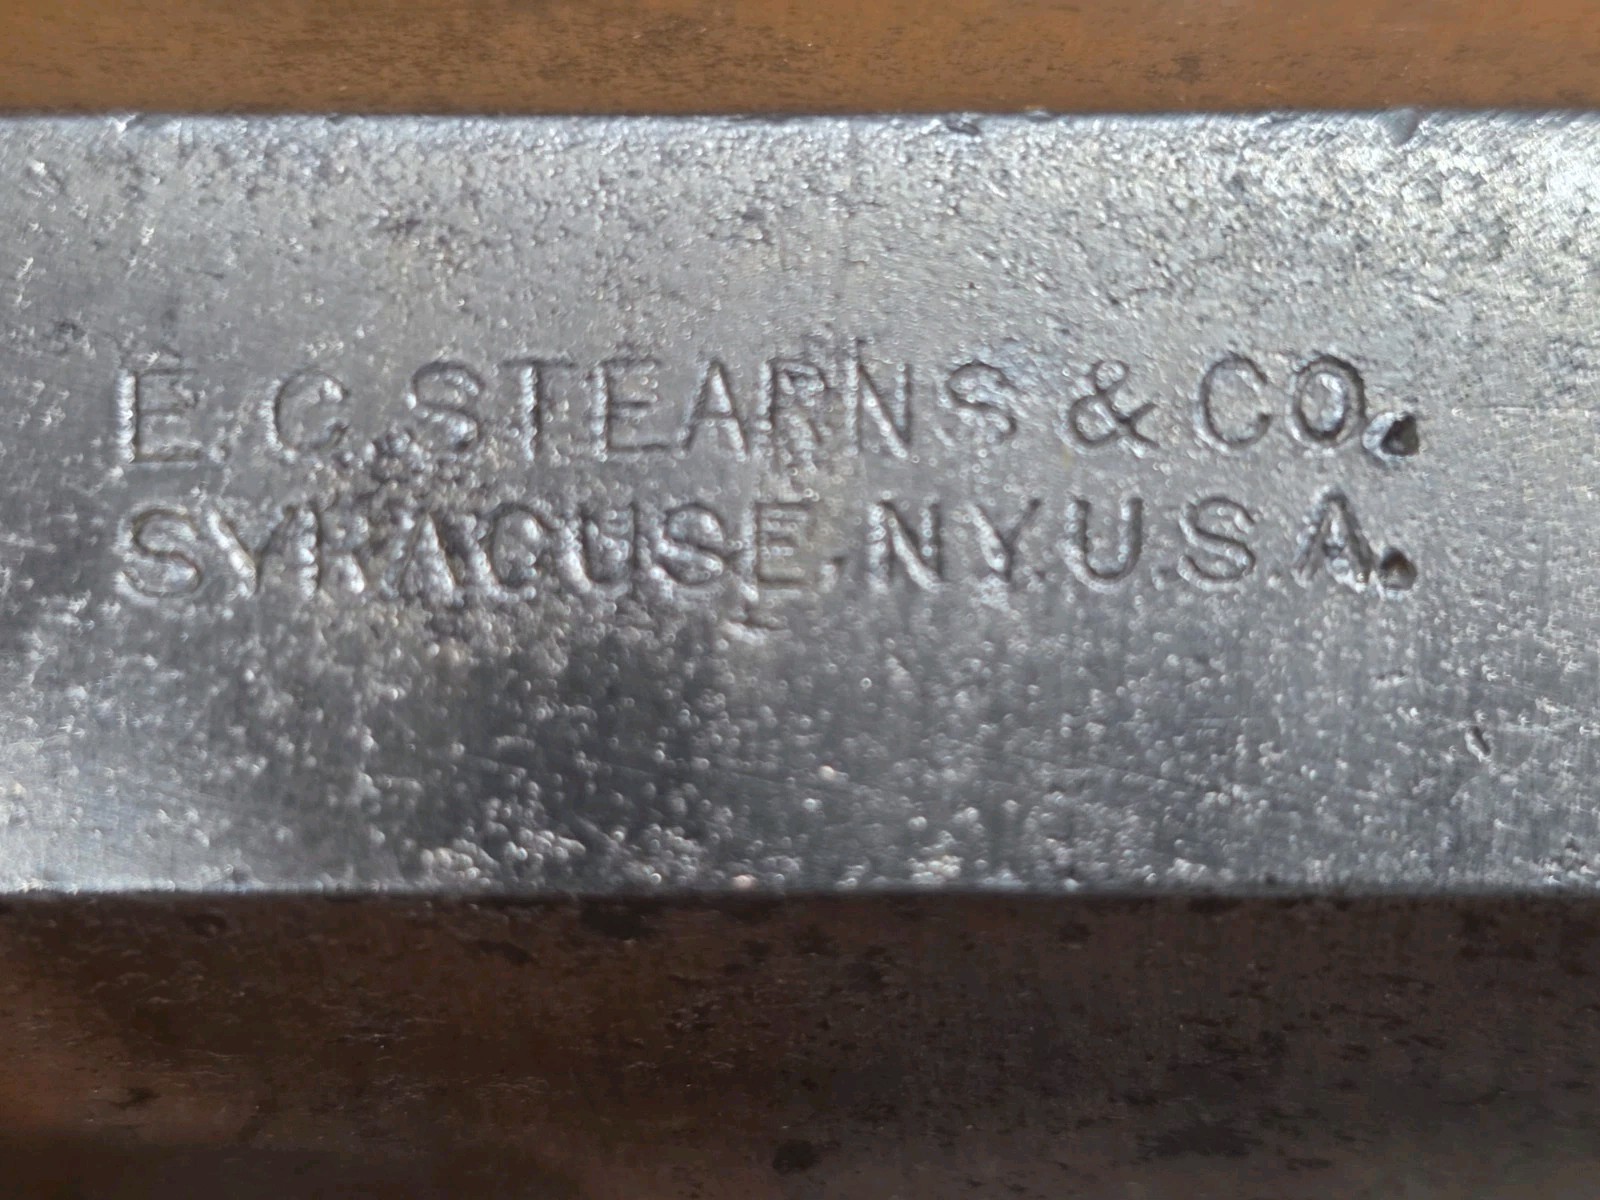 E. C. STEARNS & CO.
SYRACUSE. N.Y. U.S.A.